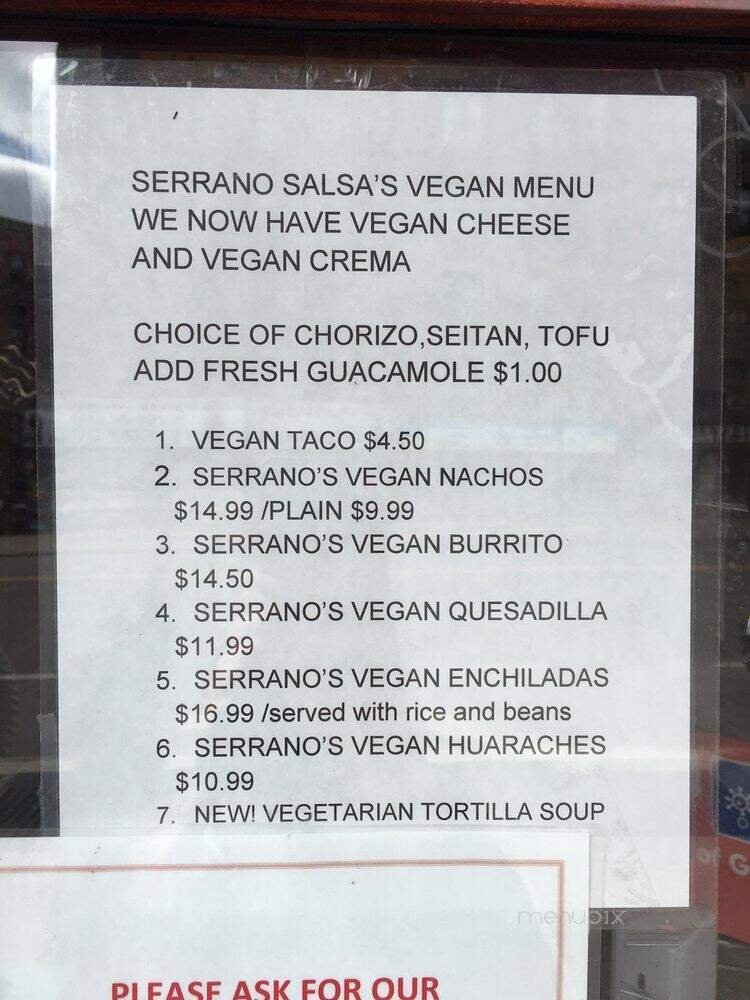 SERRANO SALSA'S VEGAN MENU
WE NOW HAVE VEGAN CHEESE
AND VEGAN CREMA
CHOICE OF CHORIZO,SEITAN, TOFU
ADD FRESH GUACAMOLE $1.00
1. VEGAN TACO $4.50
2. SERRANO'S VEGAN NACHOS
$14.99 /PLAIN $9.99
3. SERRANO'S VEGAN BURRITO
$14.50
4. SERRANO'S VEGAN QUESADILLA
$11.99
5. SERRANO'S VEGAN ENCHILADAS
$16.99 /served with rice and beans
6. SERRANO'S VEGAN HUARACHES
$10.99
7. NEW! VEGETARIAN TORTILLA SOUP
of G
menupix
PLEASE ASK FOR OUR